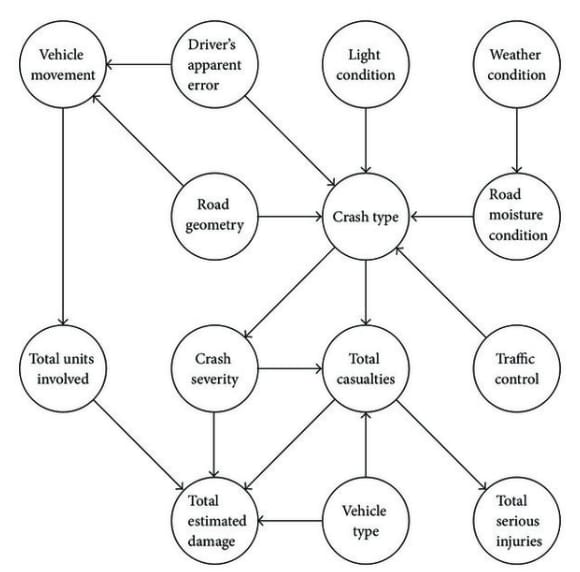 Vehicle
movement
Driver's
apparent
error
Light
condition
Weather
condition
Road
geometry
Crash type
Road
moisture
condition
Total units
involved
Crash
severity
Total
casualties
Traffic
control
Total
estimated
damage
Vehicle
type
Total
serious
injuries